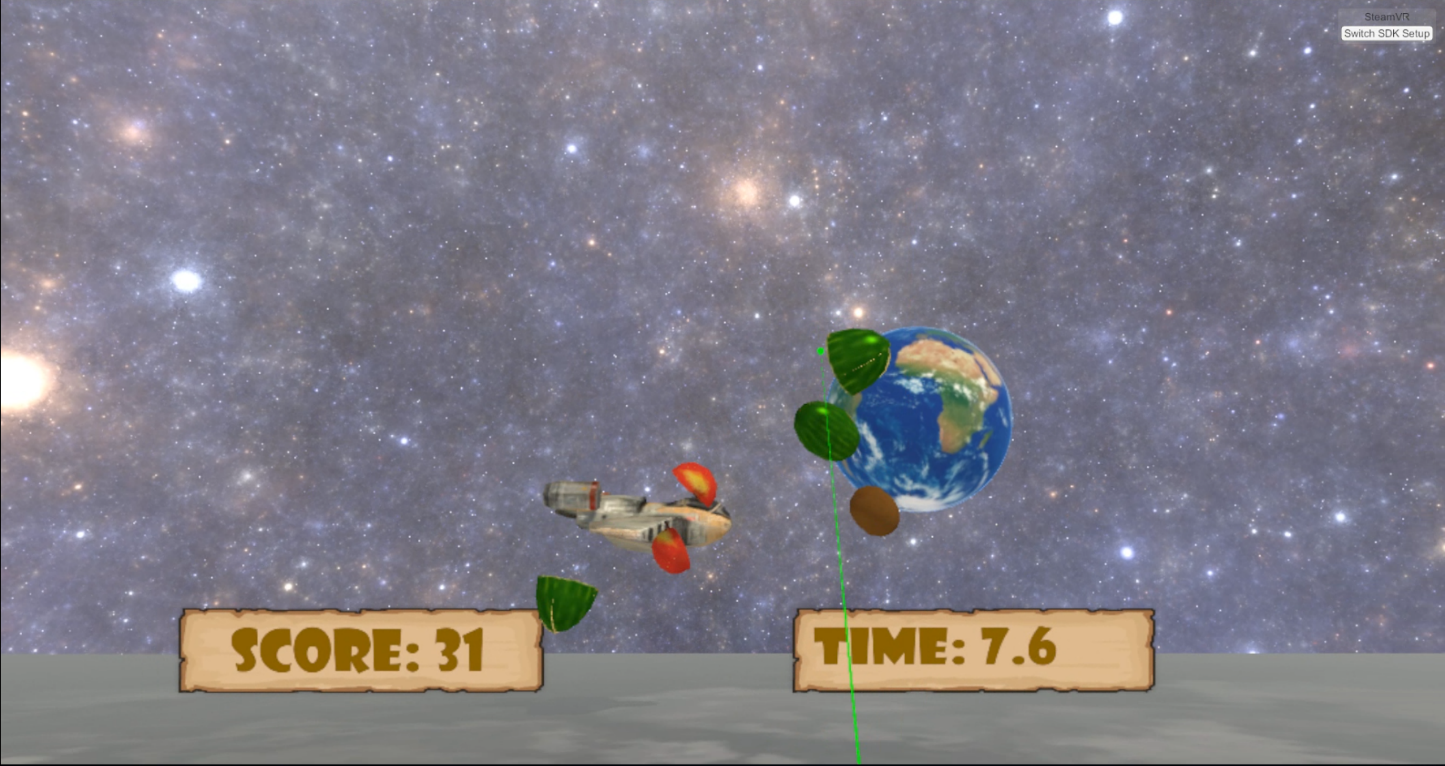 SteamVR
Switch SDK Setup
SCORE: 31
TIME: 7.6